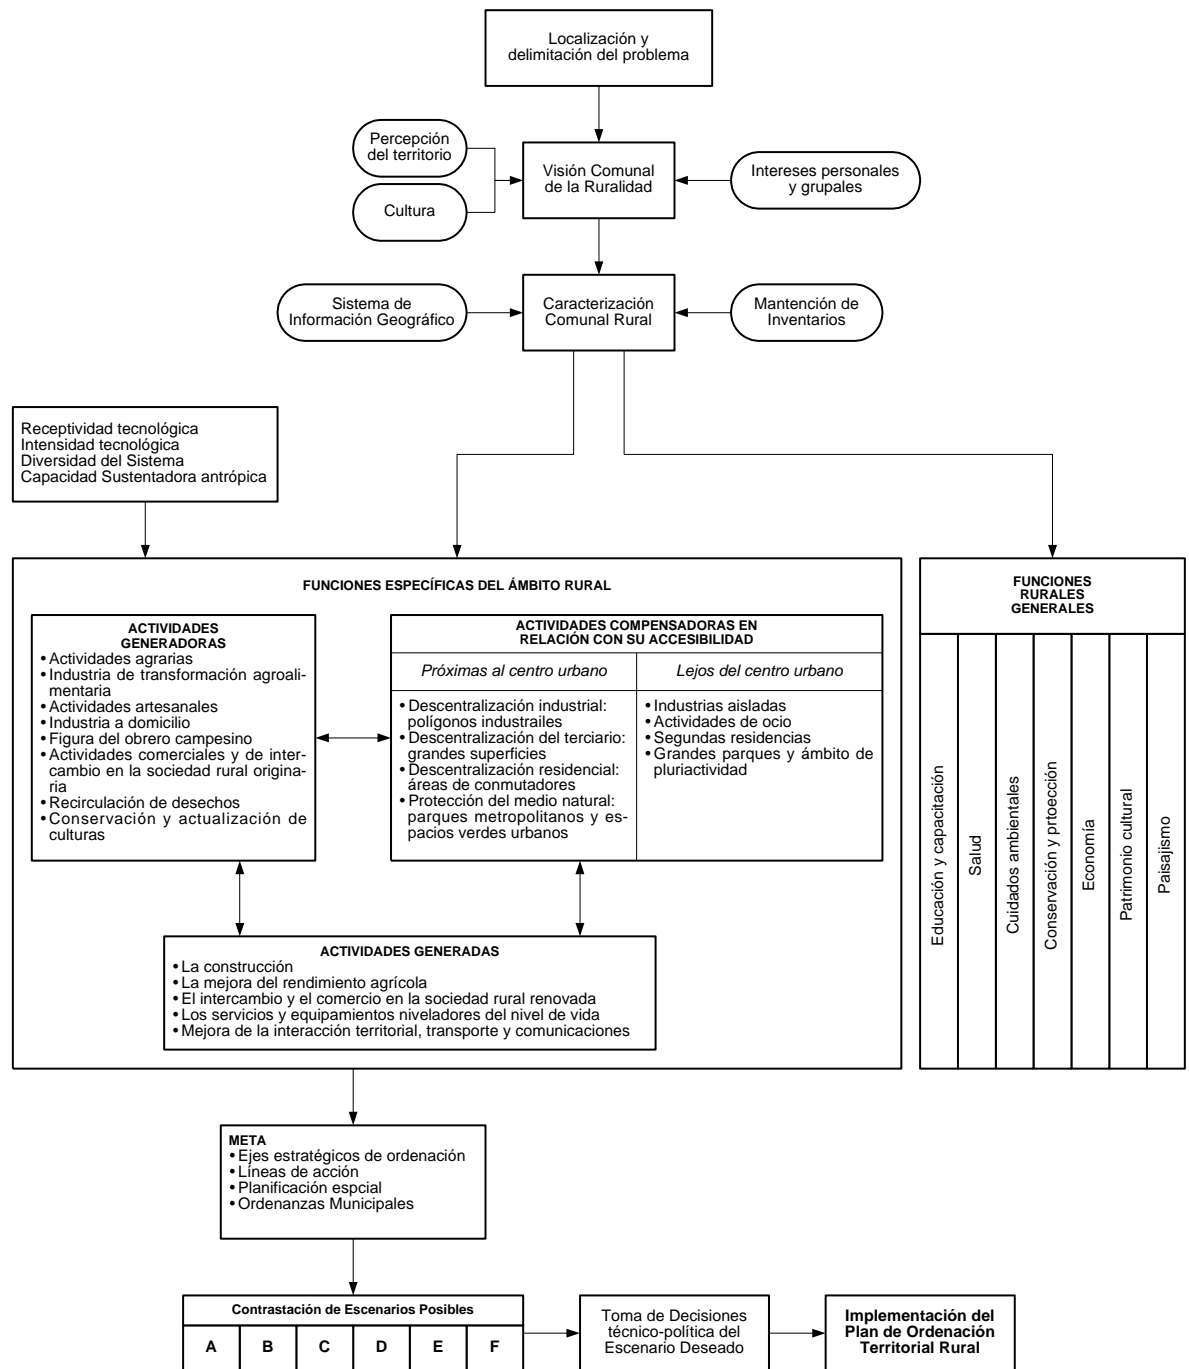 Localización y
delimitación del problema
Percepción
del territorio
Cultura
Visión Comunal
de la Ruralidad
Intereses personales
y grupales
Sistema de
Información Geográfico
Caracterización
Comunal Rural
Mantención de
Inventarios
Receptividad tecnológica
Intensidad tecnológica
Diversidad del Sistema
Capacidad Sustentadora antrópica
FUNCIONES ESPECÍFICAS DEL ÁMBITO RURAL
ACTIVIDADES
GENERADORAS
• Actividades agrarias
• Industria de transformación agroali-
mentaria
• Actividades artesanales
• Industria a domicilio
• Figura del obrero campesino
• Actividades comerciales y de inter-
cambio en la sociedad rural origina-
ria
• Recirculación de desechos
• Conservación y actualización de
culturas
ACTIVIDADES COMPENSADORAS EN
RELACIÓN CON SU ACCESIBILIDAD
Próximas al centro urbano
• Descentralización industrial:
polígonos industrailes
• Descentralización del terciario:
grandes superficies
• Descentralización residencial:
áreas de conmutadores
• Protección del medio natural:
parques metropolitanos y es-
pacios verdes urbanos
Lejos del centro urbano
• Industrias aisladas
• Actividades de ocio
• Segundas residencias
• Grandes parques y ámbito de
pluriactividad
ACTIVIDADES GENERADAS
• La construcción
• La mejora del rendimiento agrícola
• El intercambio y el comercio en la sociedad rural renovada
• Los servicios y equipamientos niveladores del nivel de vida
• Mejora de la interacción territorial, transporte y comunicaciones
FUNCIONES
RURALES
GENERALES
Educación y capacitación
Salud
Cuidados ambientales
Conservación y prtoección
Economía
Patrimonio cultural
Paisajismo
META
• Ejes estratégicos de ordenación
• Líneas de acción
• Planificación espcial
• Ordenanzas Municipales
Contrastación de Escenarios Posibles
A B C D E F
Toma de Decisiones
técnico-política del
Escenario Deseado
Implementación del
Plan de Ordenación
Territorial Rural